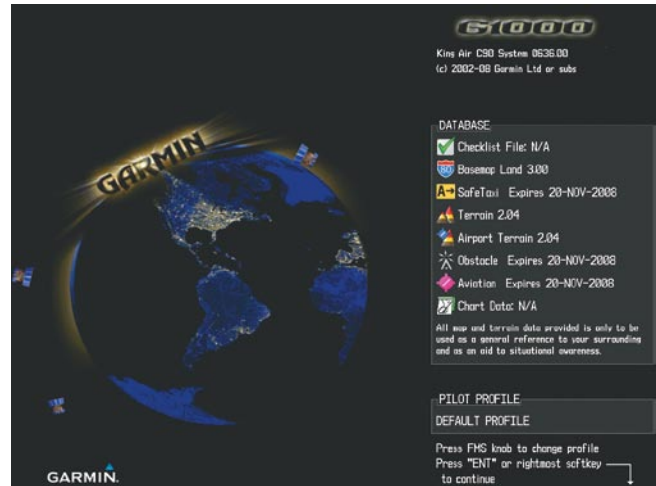 GARMIN
GARMIN
G1000
King Air C90 System 0636.00
(c) 2002-08 Garmin Ltd or subs
DATABASE
Checklist File: N/A
Basemap Land 3.00
SafeTaxi Expires 20-NOV-2008
Terrain 2.04
Airport Terrain 2.04
Obstacle Expires 20-NOV-2008
Aviation Expires 20-NOV-2008
Chart Data: N/A
All map and terrain data provided is only to be
used as a general reference to your surrounding
and as an aid to situational awareness.
PILOT PROFILE
DEFAULT PROFILE
Press FMS knob to change profile
Press "ENT" or rightmost softkey
to continue